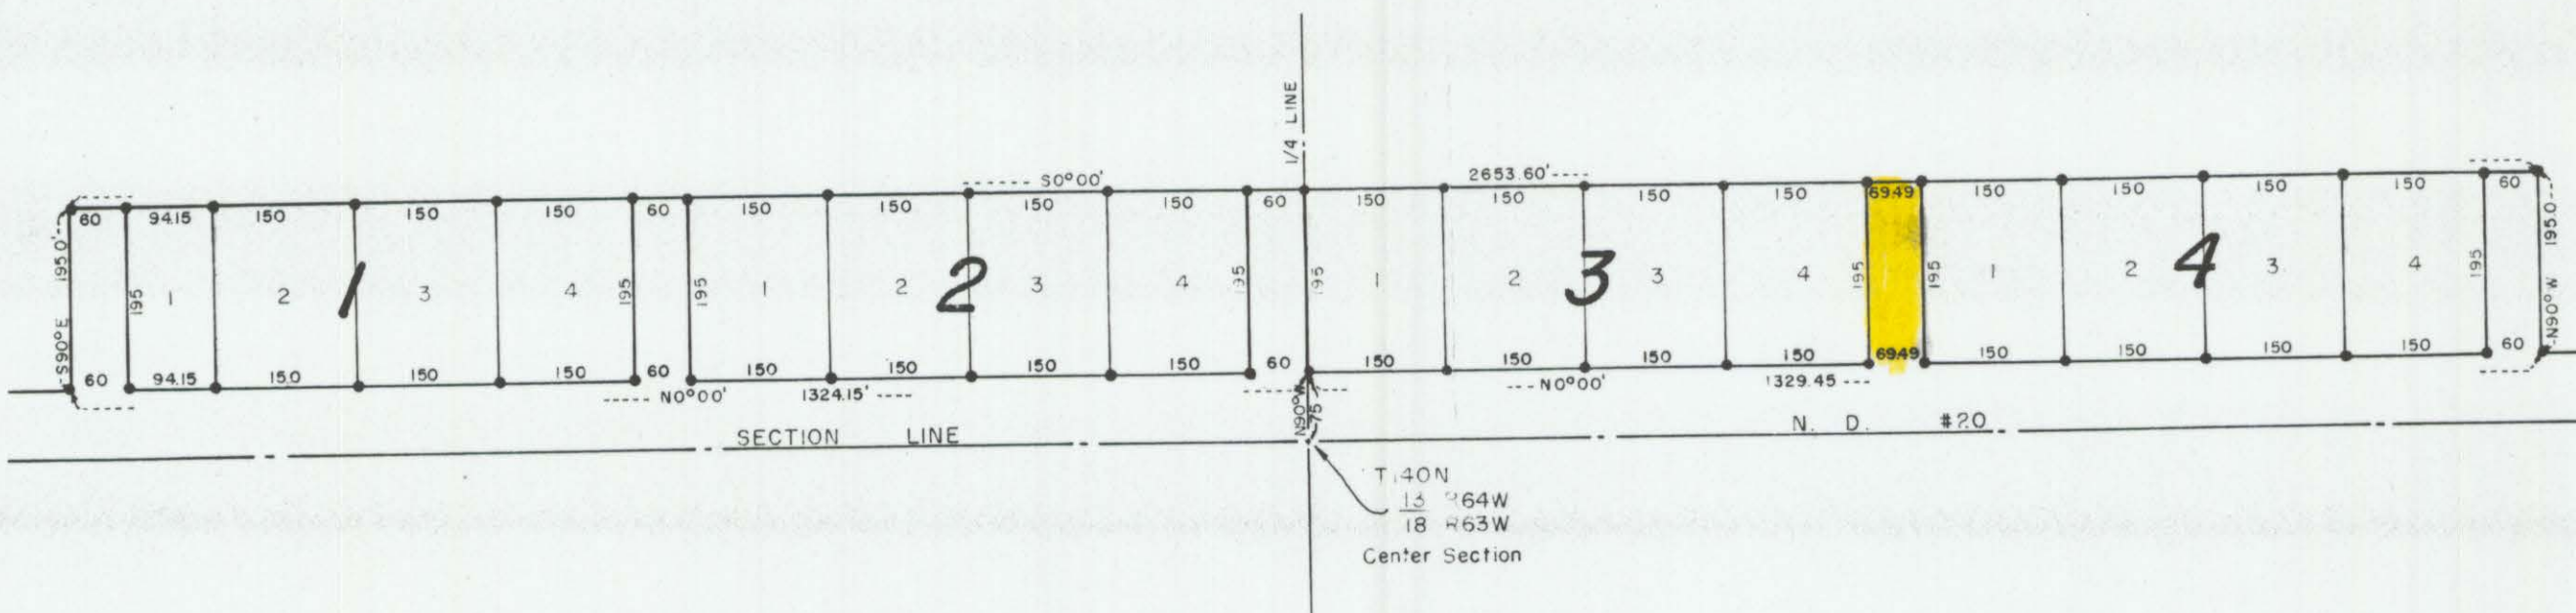 1/4 LINE
S0°00' 2653.60'
60 94.15 150 150 150 60 150 150 150 150 60 150 150 150 150 69.49 150 150 150 150 60
S90°E 195.0'
195 195 195 195 195 195 195 195
N90°W 195.0
1 2 3 4 1 2 3 4 1 2 3 4 1 2 3 4
1 2 3 4
60 94.15 150 150 150 60 150 150 150 150 60 150 150 150 150 69.49 150 150 150 150 60
N0°00' 1324.15'
N0°00' 1329.45
N90°W 75
SECTION LINE
N. D. #20
T140N
13 R64W
18 R63W
Center Section